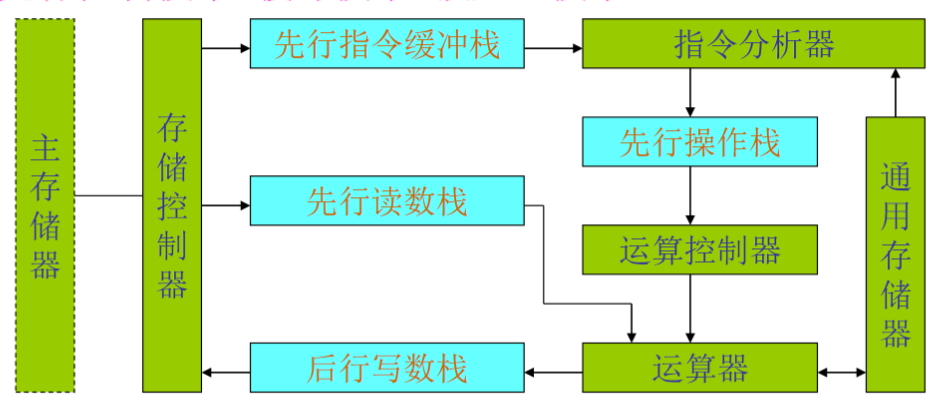 先行指令缓冲栈
指令分析器
主存储器
存储控制器
先行操作栈
通用存储器
先行读数栈
运算控制器
后行写数栈
运算器